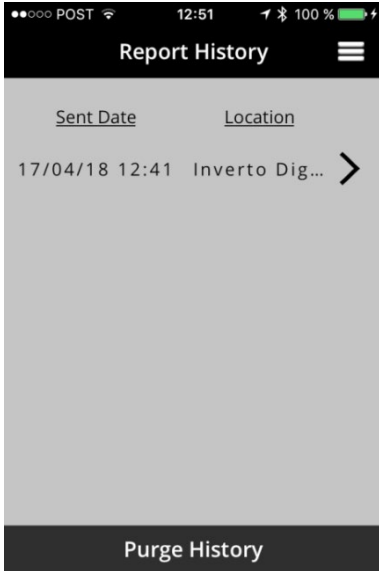 POST 12:51 100 %
Report History
Sent Date Location
17/04/18 12:41 Inverto Dig...
Purge History